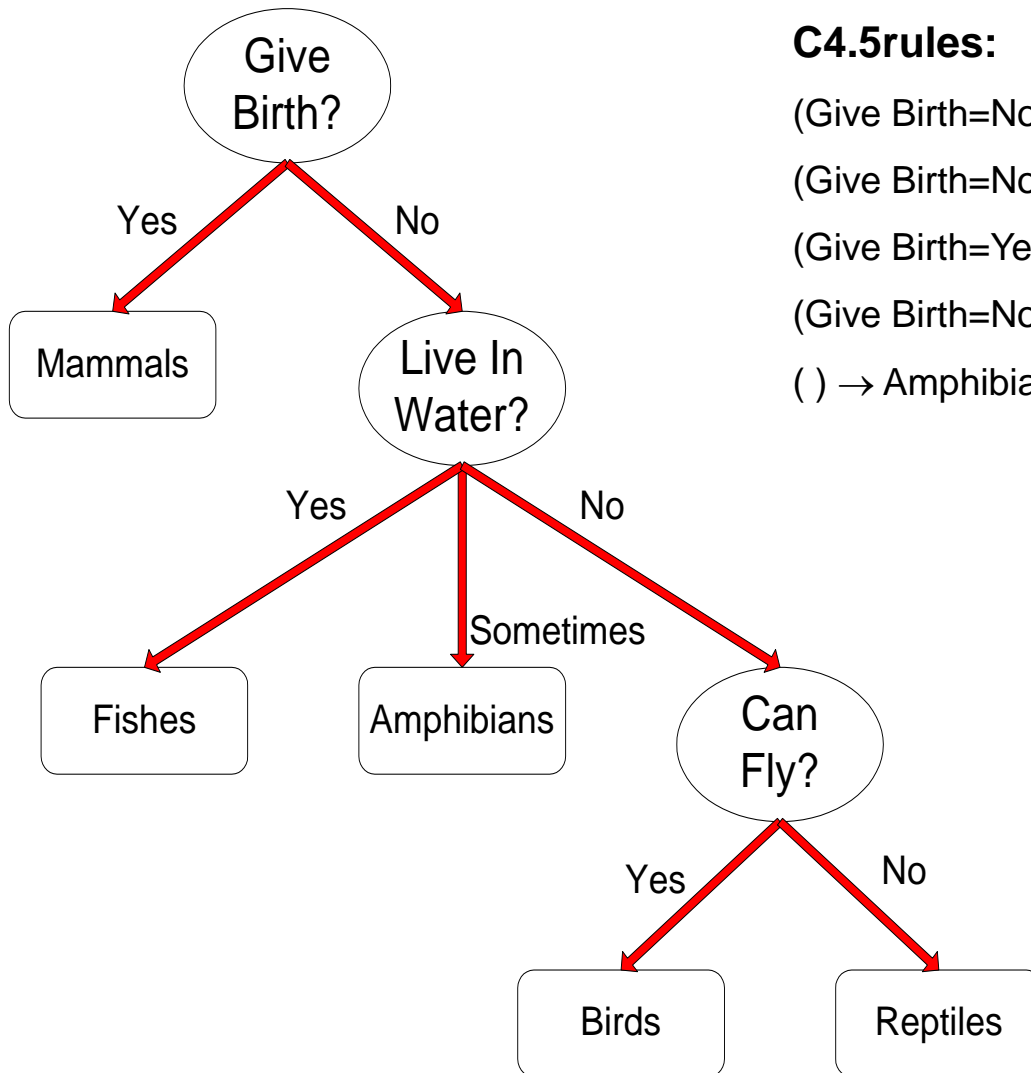 Give
Birth?
C4.5rules:
(Give Birth=No
(Give Birth=No
(Give Birth=Ye
(Give Birth=No
( ) → Amphibia
Yes
No
Mammals
Live In
Water?
Yes
No
Sometimes
Fishes
Amphibians
Can
Fly?
Yes
No
Birds
Reptiles